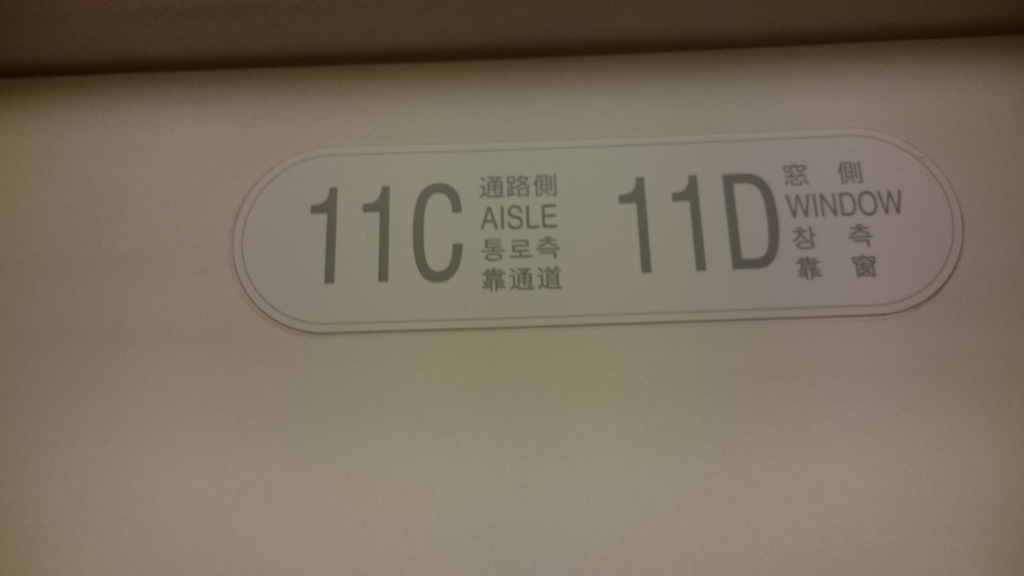 11C
通路側
AISLE
통로측
靠通道
11D
窓 側
WINDOW
창 측
靠 窗